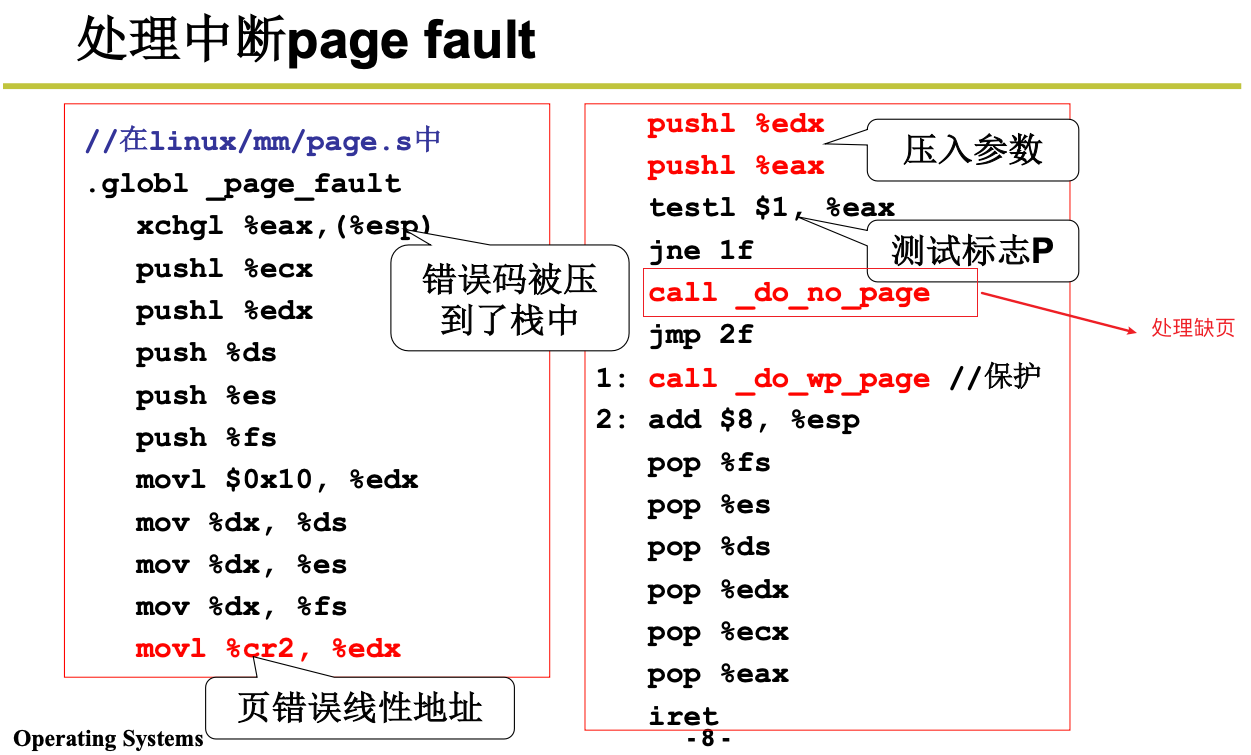 处理中断page fault
//在linux/mm/page.s中
.globl _page_fault
xchgl %eax,(%esp)
错误码被压
到了栈中
pushl %ecx
pushl %edx
push %ds
push %es
push %fs
movl $0x10, %edx
mov %dx, %ds
mov %dx, %es
mov %dx, %fs
movl %cr2, %edx
页错误线性地址
pushl %edx
pushl %eax
压入参数
testl $1, %eax
测试标志P
jne 1f
call _do_no_page
处理缺页
jmp 2f
1: call _do_wp_page //保护
2: add $8, %esp
pop %fs
pop %es
pop %ds
pop %edx
pop %ecx
pop %eax
iret
Operating Systems
-8-